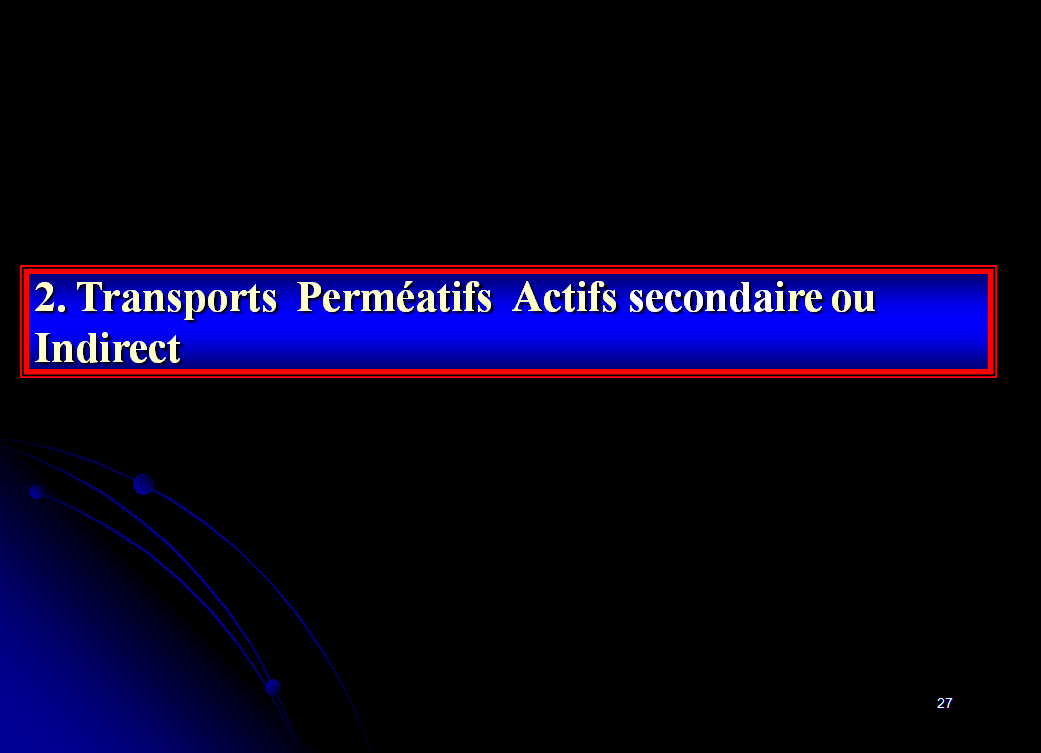 2. Transports Perméatifs Actifs secondaire ou
Indirect
27